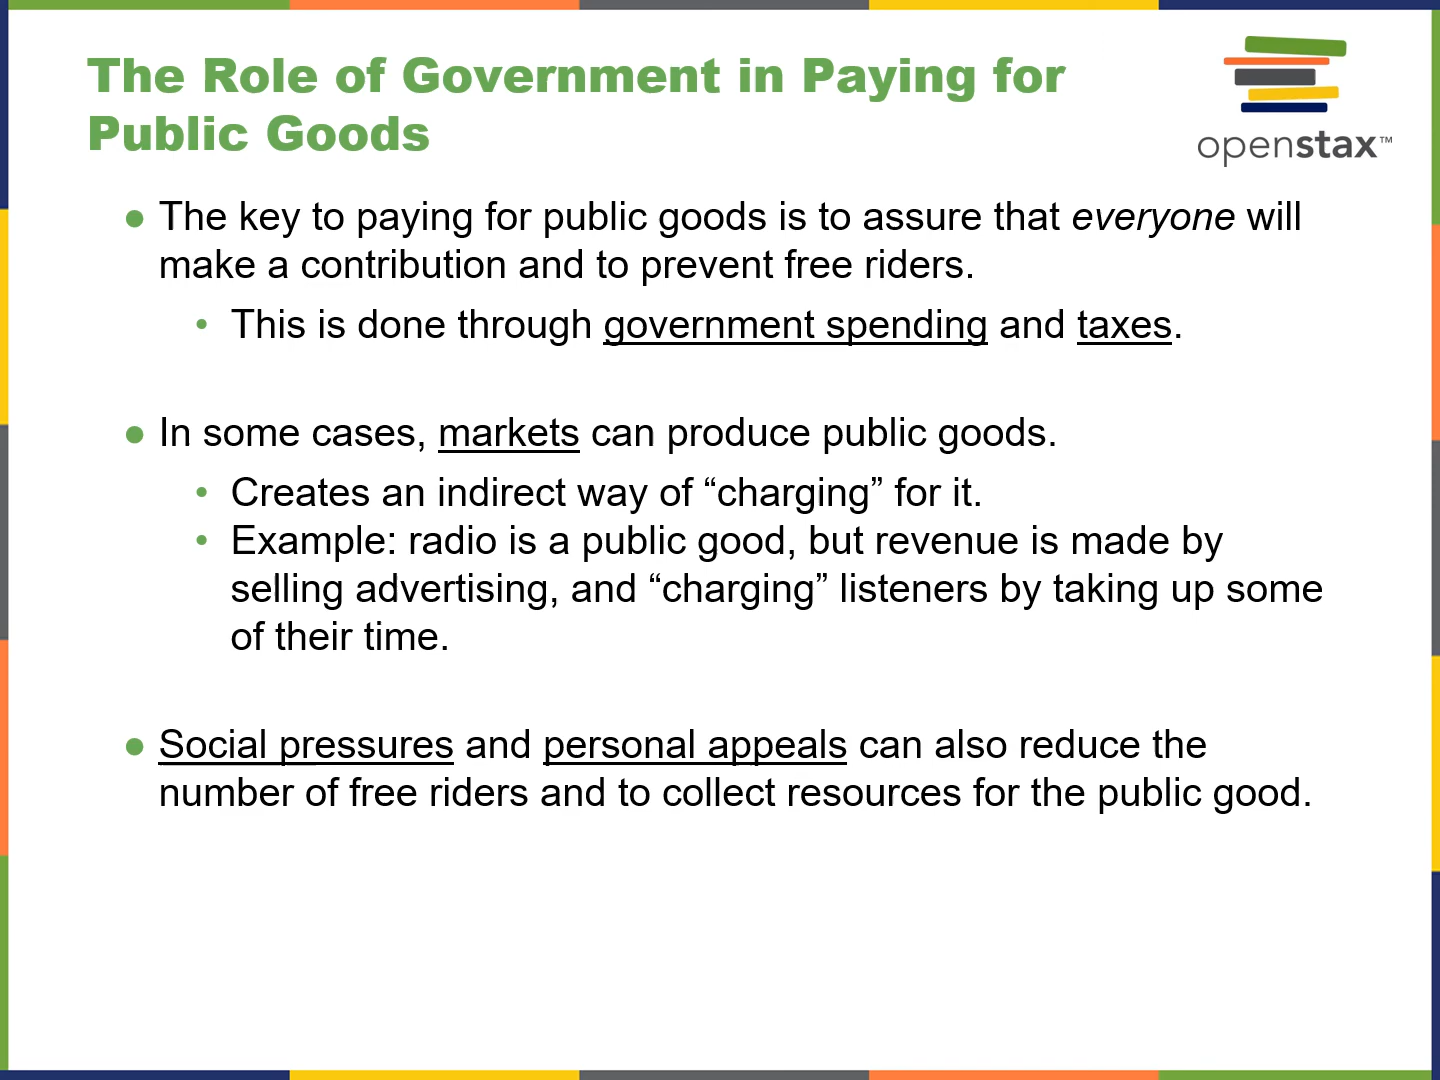 The Role of Government in Paying for
Public Goods
openstax™
● The key to paying for public goods is to assure that everyone will
make a contribution and to prevent free riders.
• This is done through government spending and taxes.
● In some cases, markets can produce public goods.
• Creates an indirect way of “charging” for it.
• Example: radio is a public good, but revenue is made by
selling advertising, and “charging” listeners by taking up some
of their time.
● Social pressures and personal appeals can also reduce the
number of free riders and to collect resources for the public good.